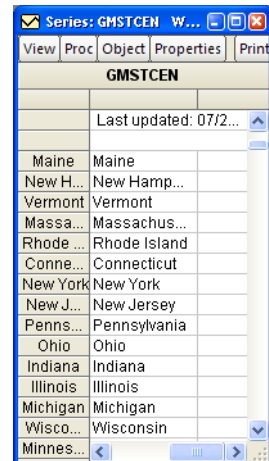 Series: GMSTCEN W...
View Proc Object Properties Print
GMSTCEN
Last updated: 07/2...
Maine Maine
New H... New Hamp...
Vermont Vermont
Massa... Massachus...
Rhode ... Rhode Island
Conne... Connecticut
New York New York
New J... New Jersey
Penns... Pennsylvania
Ohio Ohio
Indiana Indiana
Illinois Illinois
Michigan Michigan
Wisco... Wisconsin
Minnes...